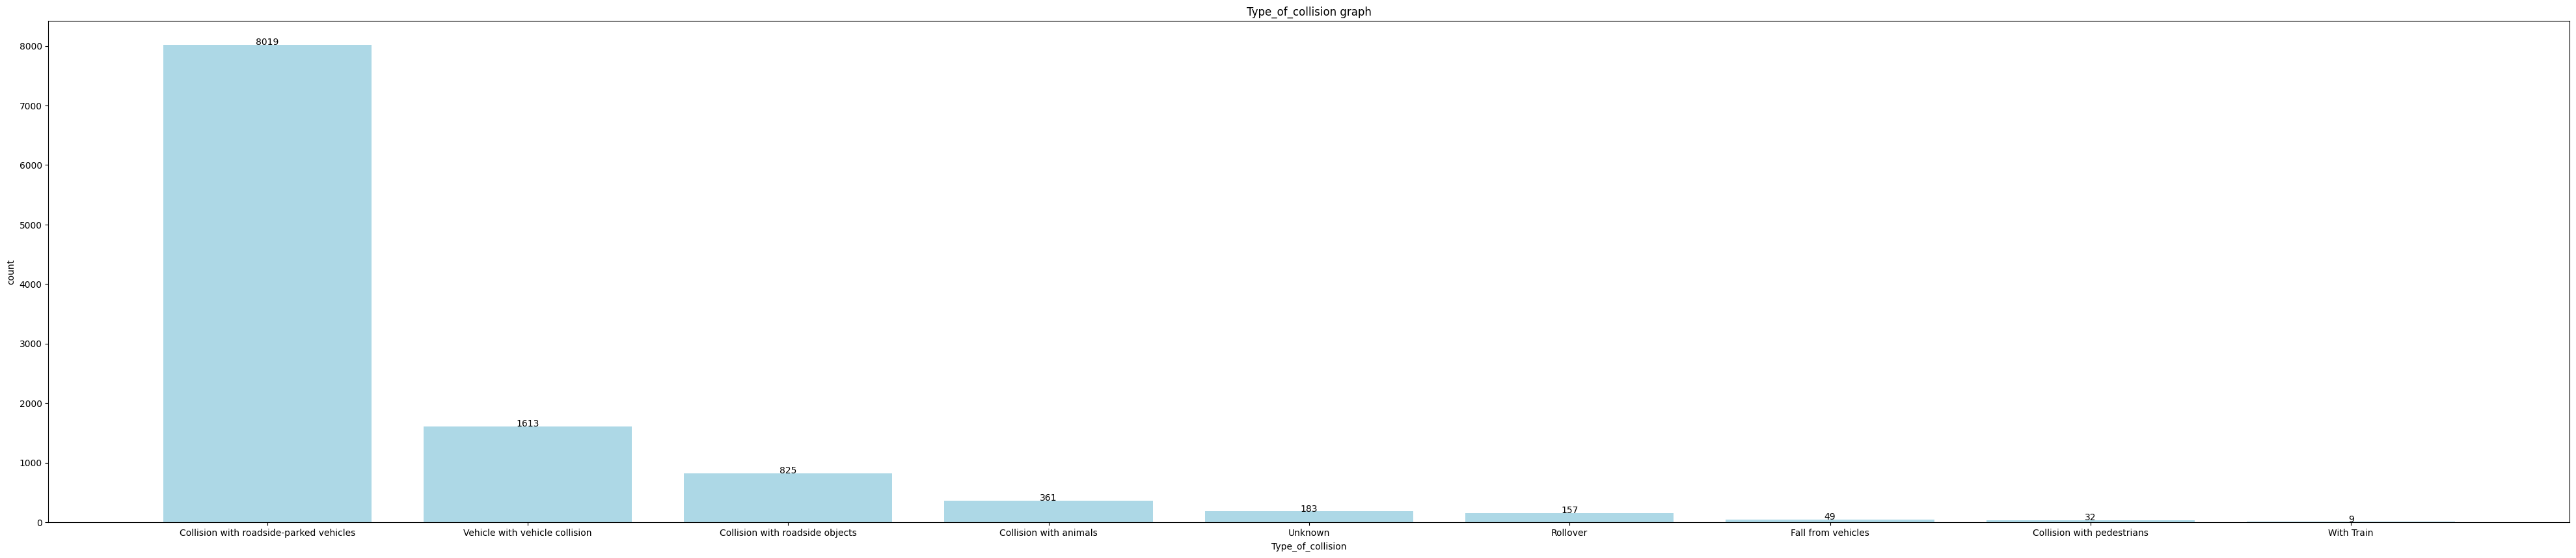 Type_of_collision graph
8000
7000
6000
5000
4000
3000
2000
1000
0
count
8019
1613
825
361
183
157
49
32
9
Collision with roadside-parked vehicles
Vehicle with vehicle collision
Collision with roadside objects
Collision with animals
Unknown
Rollover
Fall from vehicles
Collision with pedestrians
With Train
Type_of_collision